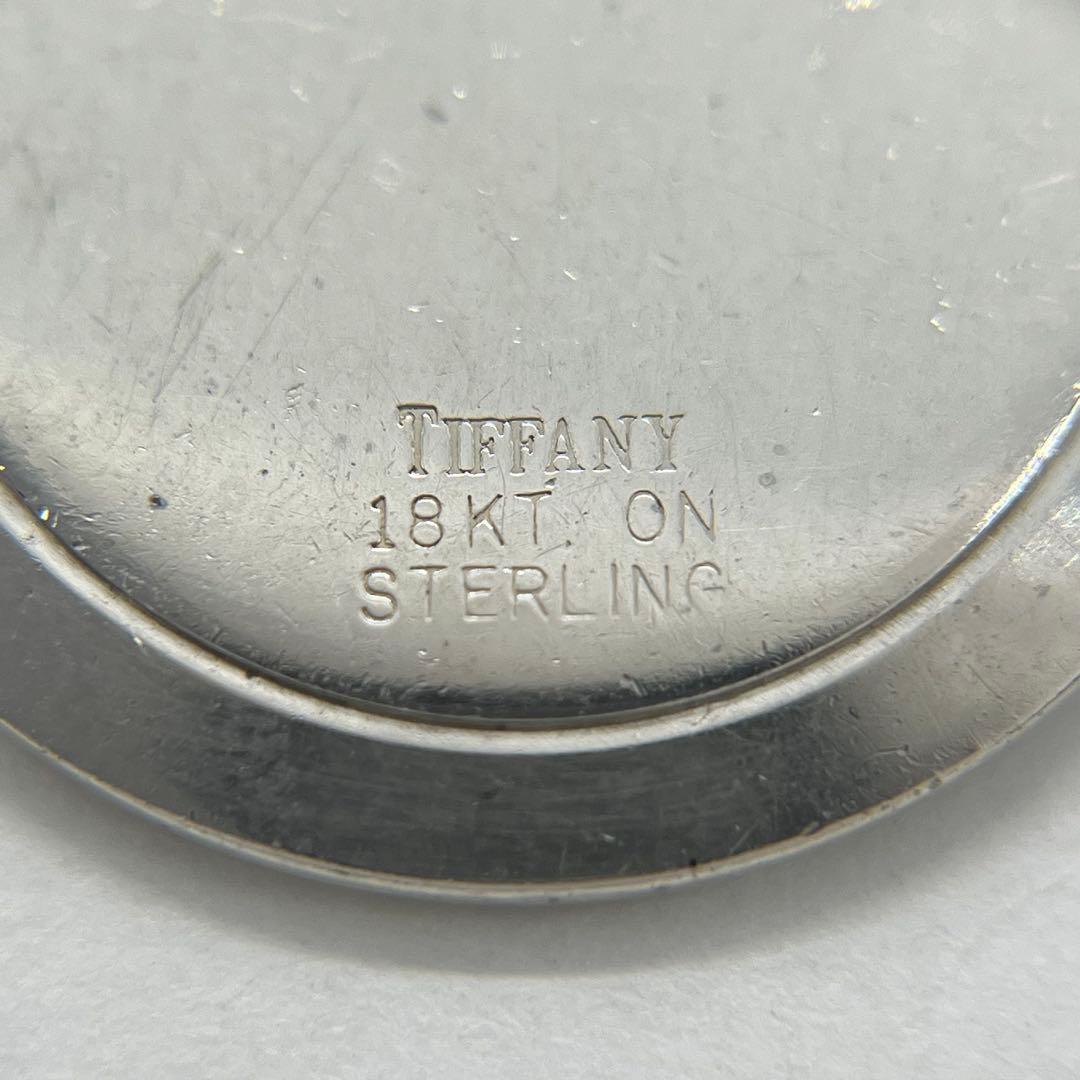 TIFFANY
18KT. ON
STERLING